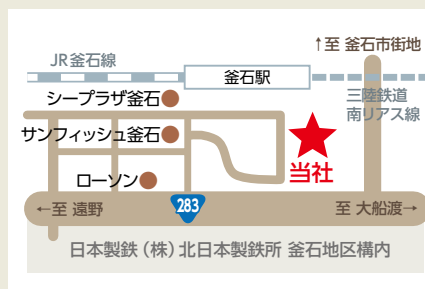 ↑至 釜石市街地
JR釜石線
釜石駅
シープラザ釜石
三陸鉄道
南リアス線
サンフィッシュ釜石
当社
ローソン
283
←至 遠野
至 大船渡→
日本製鉄（株）北日本製鉄所 釜石地区構内